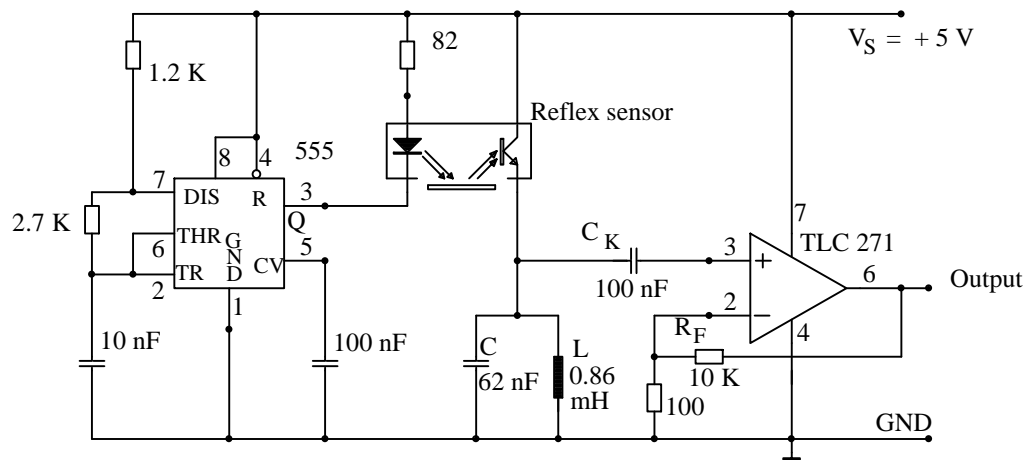 82
V_S = + 5 V
1.2 K
Reflex sensor
8
4
555
7
DIS
R
3
Q
2.7 K
THR
6
GND
5
CV
TR
2
1
C_K
100 nF
3
+
7
TLC 271
6
Output
2
−
R_F
4
10 nF
100 nF
C
62 nF
L
0.86
mH
10 K
100
GND